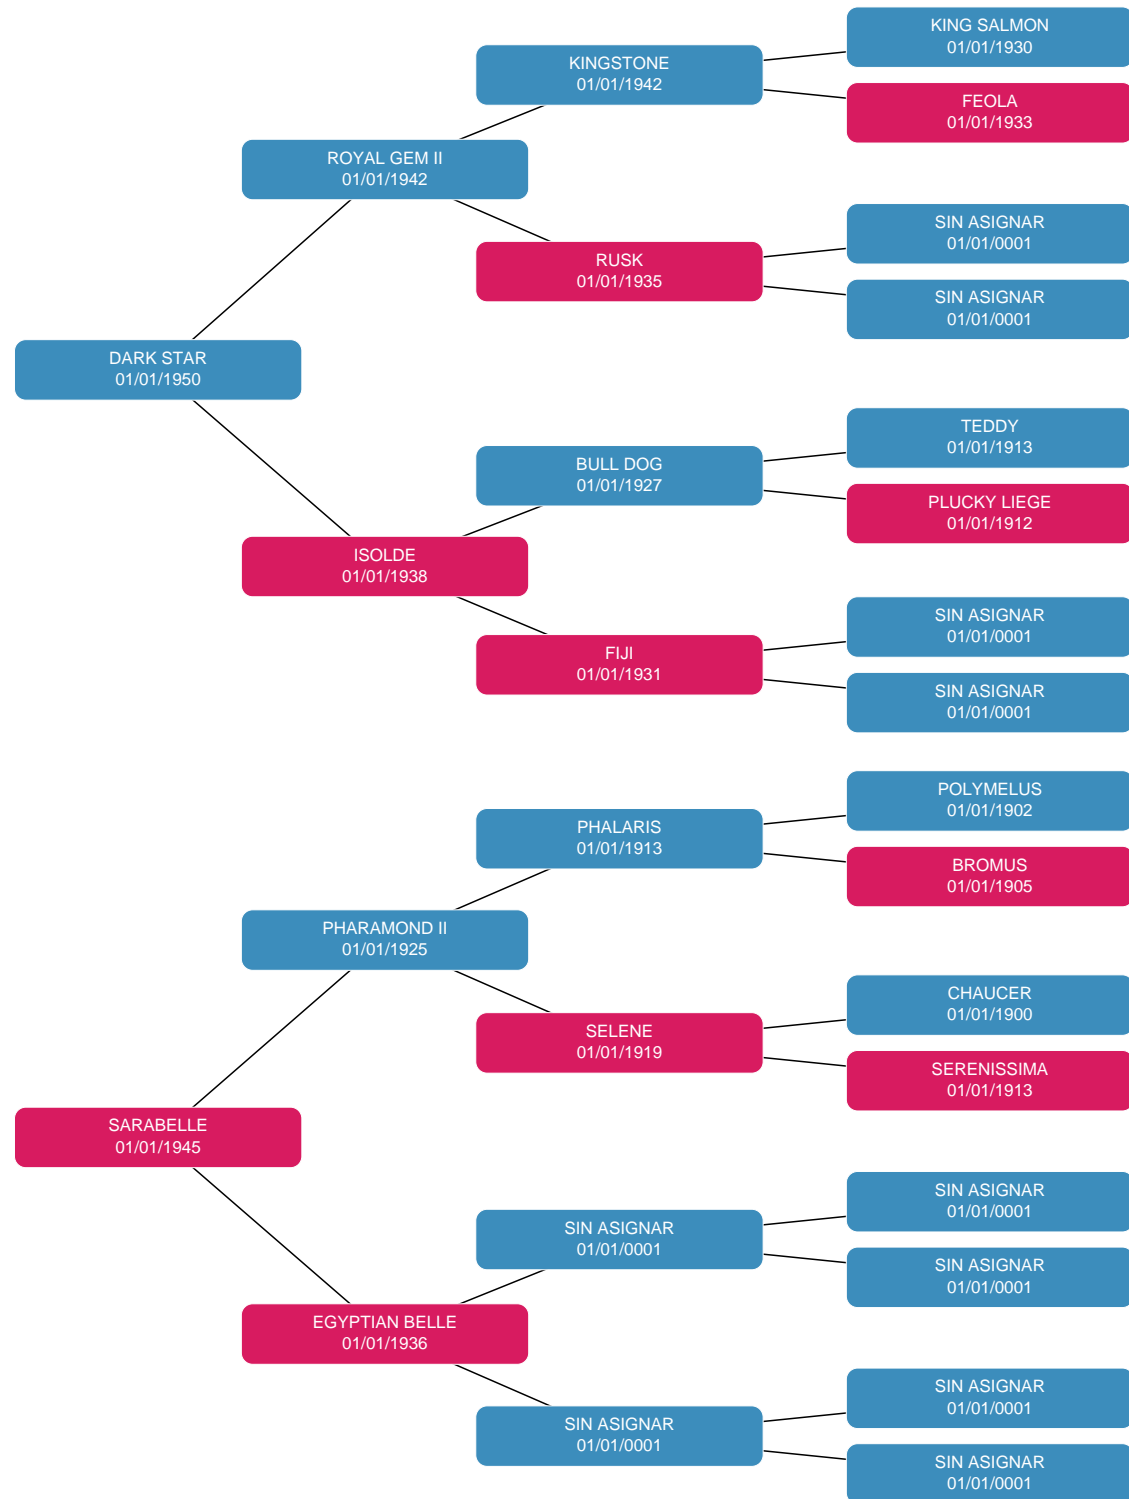 KING SALMON
01/01/1930
KINGSTONE
01/01/1942
FEOLA
01/01/1933
ROYAL GEM II
01/01/1942
SIN ASIGNAR
01/01/0001
RUSK
01/01/1935
SIN ASIGNAR
01/01/0001
DARK STAR
01/01/1950
TEDDY
01/01/1913
BULL DOG
01/01/1927
PLUCKY LIEGE
01/01/1912
ISOLDE
01/01/1938
SIN ASIGNAR
01/01/0001
FIJI
01/01/1931
SIN ASIGNAR
01/01/0001
POLYMELUS
01/01/1902
PHALARIS
01/01/1913
BROMUS
01/01/1905
PHARAMOND II
01/01/1925
CHAUCER
01/01/1900
SELENE
01/01/1919
SERENISSIMA
01/01/1913
SARABELLE
01/01/1945
SIN ASIGNAR
01/01/0001
SIN ASIGNAR
01/01/0001
SIN ASIGNAR
01/01/0001
EGYPTIAN BELLE
01/01/1936
SIN ASIGNAR
01/01/0001
SIN ASIGNAR
01/01/0001
SIN ASIGNAR
01/01/0001